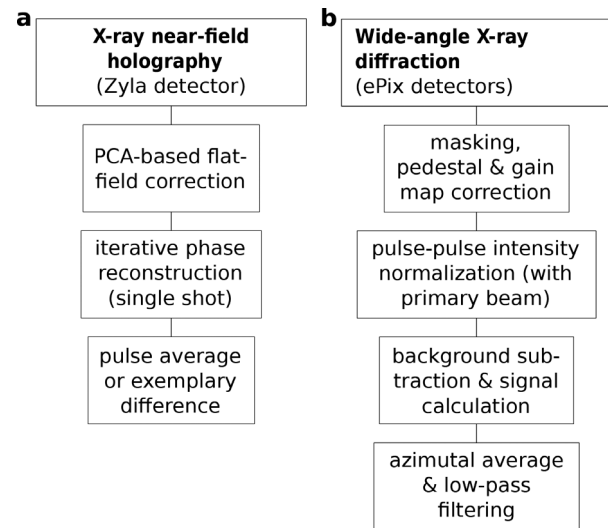 a
X-ray near-field
holography
(Zyla detector)
PCA-based flat-
field correction
iterative phase
reconstruction
(single shot)
pulse average
or exemplary
difference
b
Wide-angle X-ray
diffraction
(ePix detectors)
masking,
pedestal & gain
map correction
pulse-pulse intensity
normalization (with
primary beam)
background sub-
traction & signal
calculation
azimutal average
& low-pass
filtering